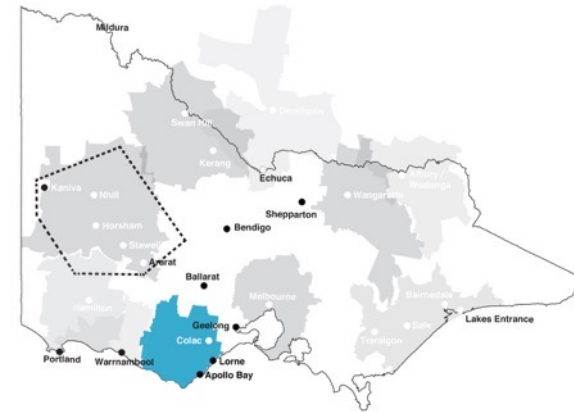 Mildura
Deniliquin
Swan Hill
Kerang
Echuca
Albury /
Wodonga
Kaniva
Nhill
Wangaratta
Shepparton
Horsham
Bendigo
Stawell
Ararat
Ballarat
Hamilton
Melbourne
Bairnsdale
Geelong
Lakes Entrance
Sale
Traralgon
Colac
Portland
Warrnambool
Lorne
Apollo Bay